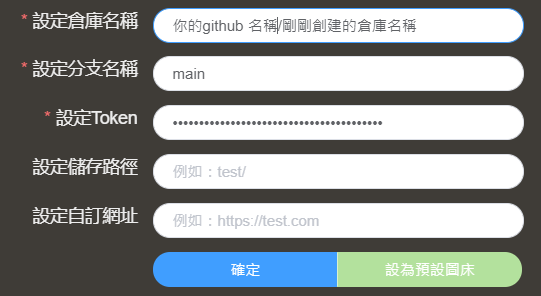 * 設定倉庫名稱 你的github 名稱/剛剛創建的倉庫名稱
* 設定分支名稱 main
* 設定Token ••••••••••••••••••••••••••••••••••••••••
設定儲存路徑 例如：test/
設定自訂網址 例如：https://test.com
確定 設為預設圖床